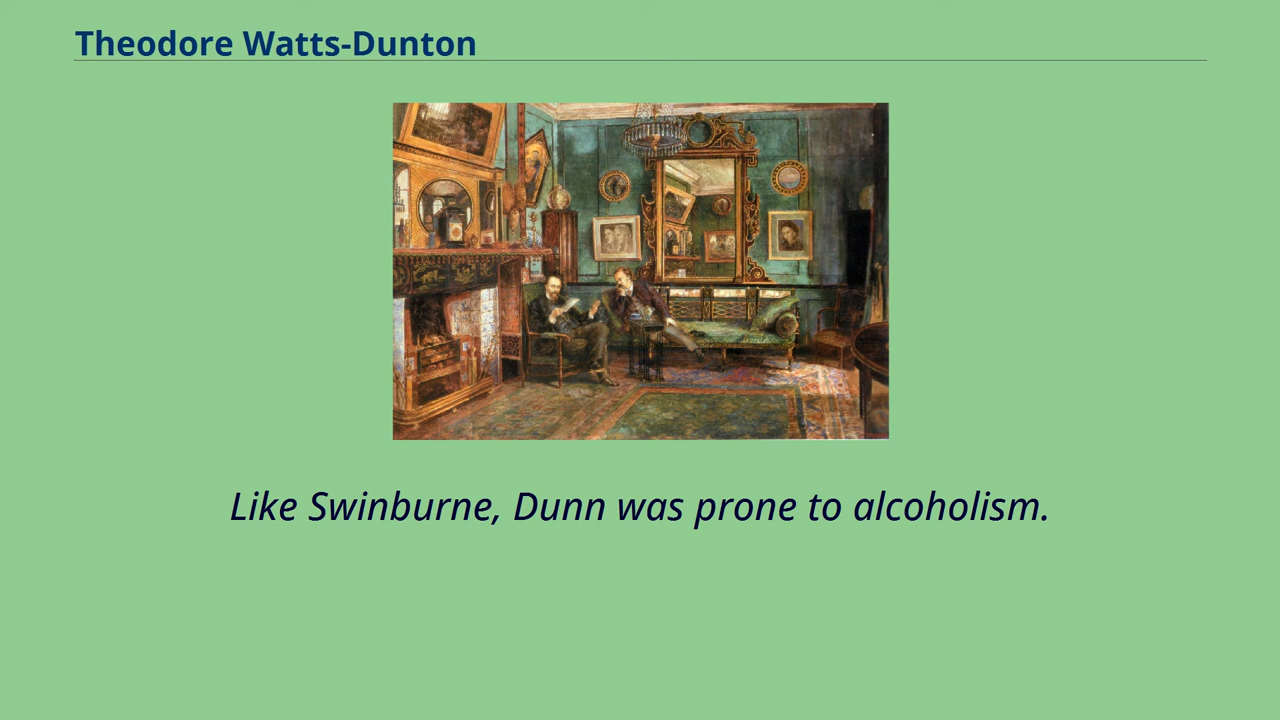 Theodore Watts-Dunton
Like Swinburne, Dunn was prone to alcoholism.